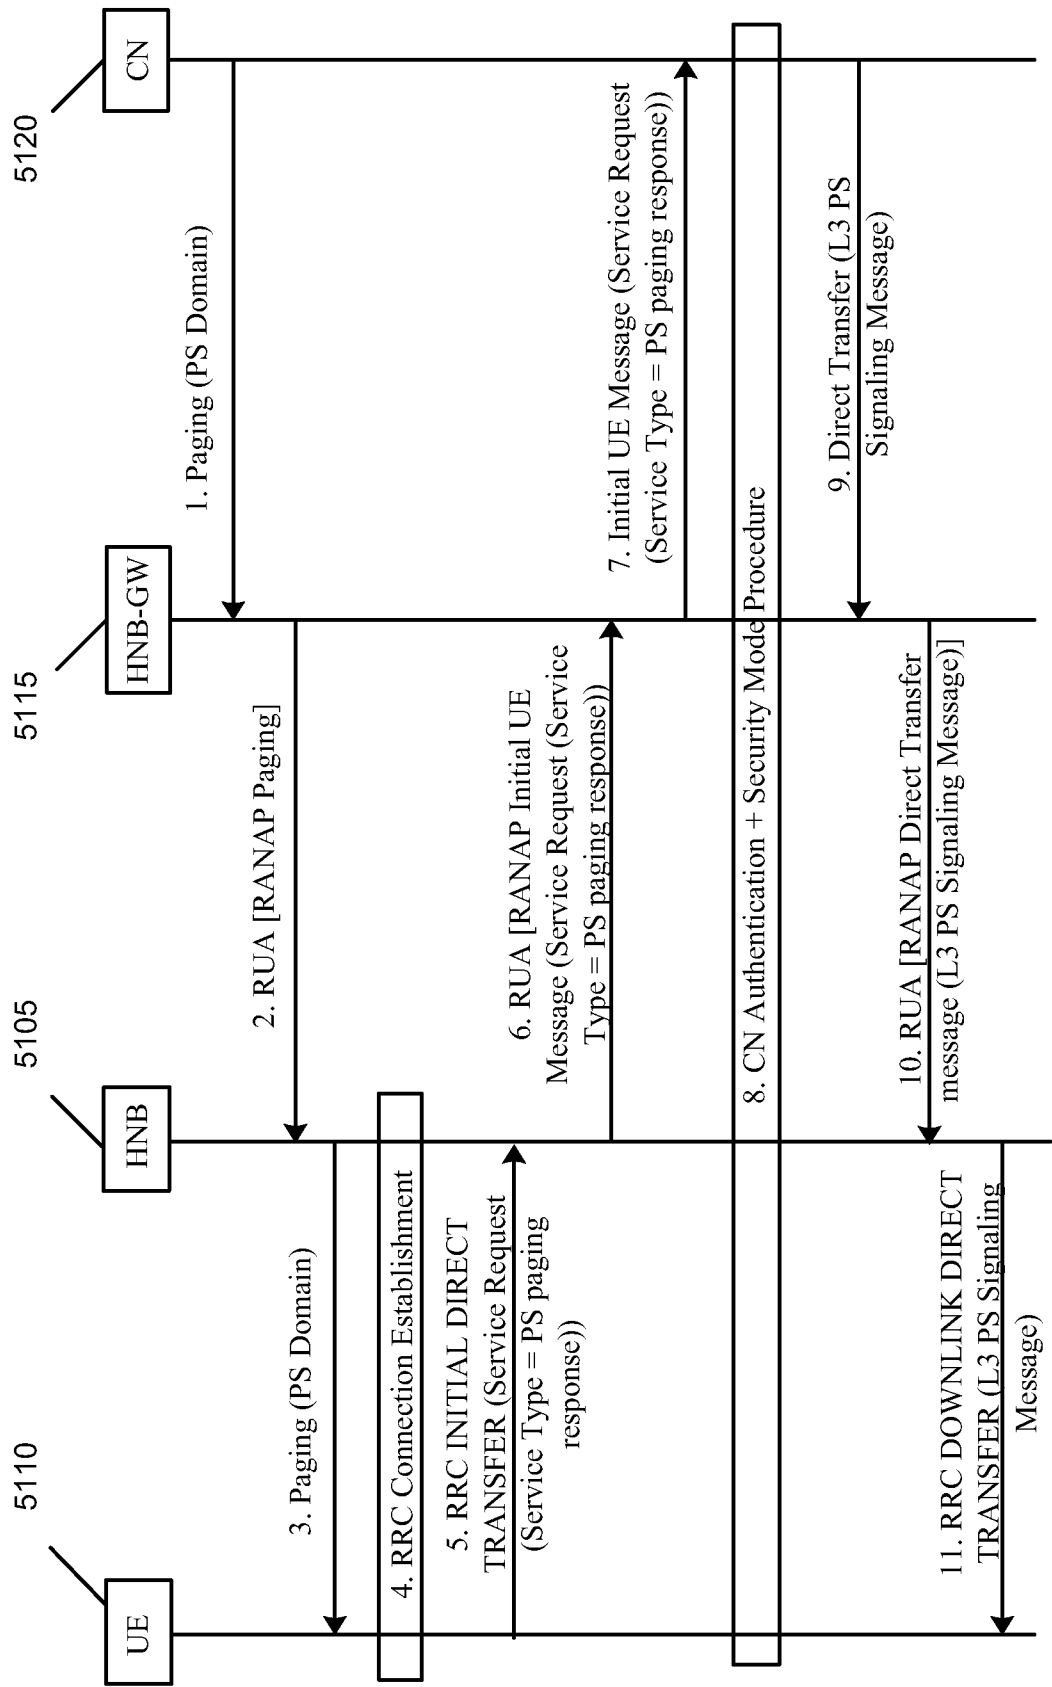 5110
5105
5115
5120
UE
HNB
HNB-GW
CN
1. Paging (PS Domain)
2. RUA [RANAP Paging]
3. Paging (PS Domain)
4. RRC Connection Establishment
5. RRC INITIAL DIRECT
TRANSFER (Service Request
(Service Type = PS paging
response))
6. RUA [RANAP Initial UE
Message (Service Request (Service
Type = PS paging response))
7. Initial UE Message (Service Request
(Service Type = PS paging response))
8. CN Authentication + Security Mode Procedure
9. Direct Transfer (L3 PS
Signaling Message)
10. RUA [RANAP Direct Transfer
message (L3 PS Signaling Message)]
11. RRC DOWNLINK DIRECT
TRANSFER (L3 PS Signaling
Message)